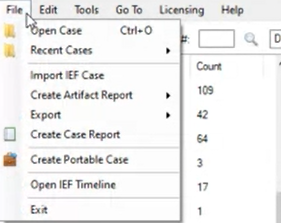 File Edit Tools Go To Licensing Help
Open Case Ctrl+O
Recent Cases
Import IEF Case
Create Artifact Report
Export
Create Case Report
Create Portable Case
Open IEF Timeline
Exit
#:
D
Count
109
42
64
3
17
1